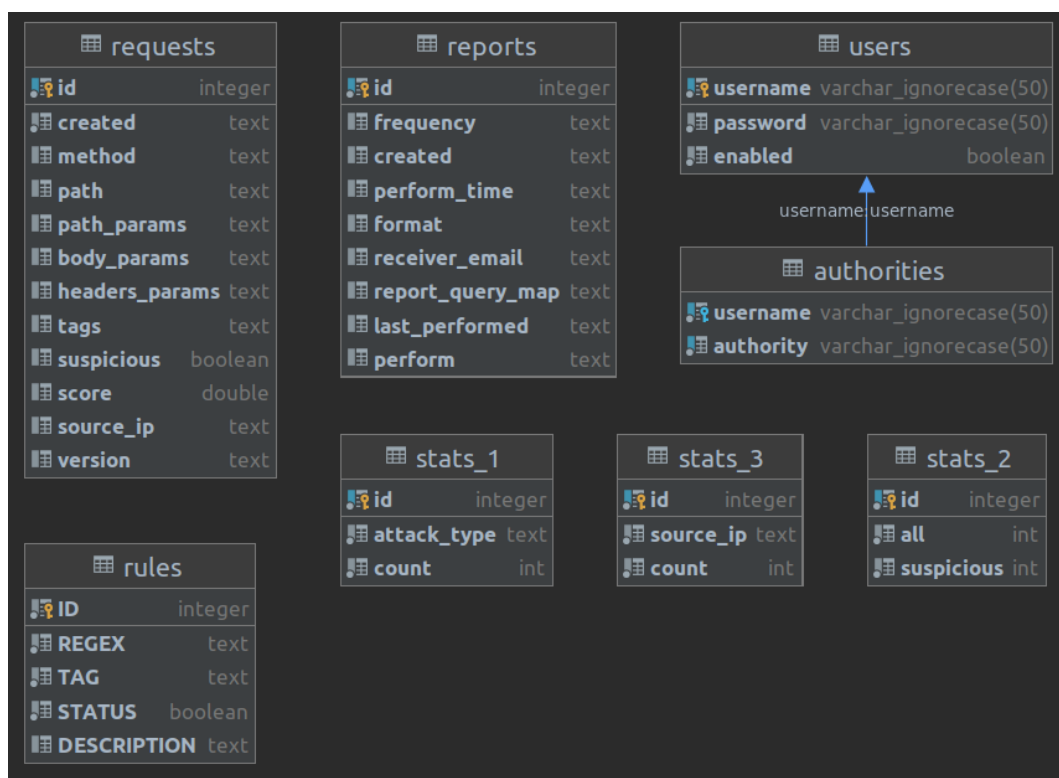 requests
id integer
created text
method text
path text
path_params text
body_params text
headers_params text
tags text
suspicious boolean
score double
source_ip text
version text
reports
id integer
frequency text
created text
perform_time text
format text
receiver_email text
report_query_map text
last_performed text
perform text
users
username varchar_ignorecase(50)
password varchar_ignorecase(50)
enabled boolean
username:username
authorities
username varchar_ignorecase(50)
authority varchar_ignorecase(50)
stats_1
id integer
attack_type text
count int
stats_3
id integer
source_ip text
count int
stats_2
id integer
all int
suspicious int
rules
ID integer
REGEX text
TAG text
STATUS boolean
DESCRIPTION text